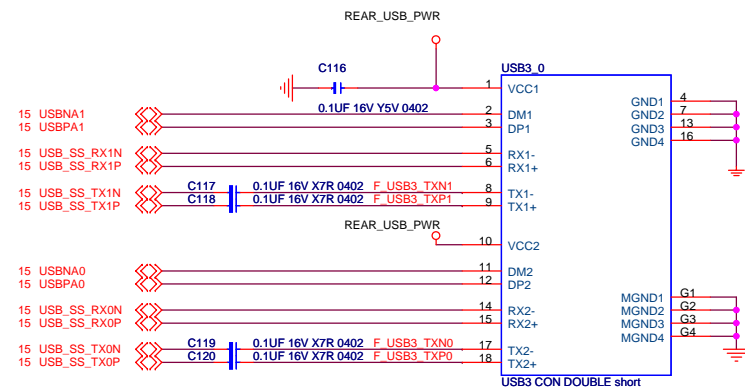 REAR_USB_PWR
C116
USB3_0
1 VCC1
0.1UF 16V Y5V 0402
GND1 4
15 USBNA1 2 DM1 GND2 7
15 USBPA1 3 DP1 GND3 13
GND4 16
15 USB_SS_RX1N 5 RX1-
15 USB_SS_RX1P 6 RX1+
15 USB_SS_TX1N C117 0.1UF 16V X7R 0402 F_USB3_TXN1 8 TX1-
15 USB_SS_TX1P C118 0.1UF 16V X7R 0402 F_USB3_TXP1 9 TX1+
REAR_USB_PWR
10 VCC2
15 USBNA0 11 DM2
15 USBPA0 12 DP2
MGND1 G1
15 USB_SS_RX0N 14 RX2- MGND2 G2
15 USB_SS_RX0P 15 RX2+ MGND3 G3
MGND4 G4
15 USB_SS_TX0N C119 0.1UF 16V X7R 0402 F_USB3_TXN0 17 TX2-
15 USB_SS_TX0P C120 0.1UF 16V X7R 0402 F_USB3_TXP0 18 TX2+
USB3 CON DOUBLE short